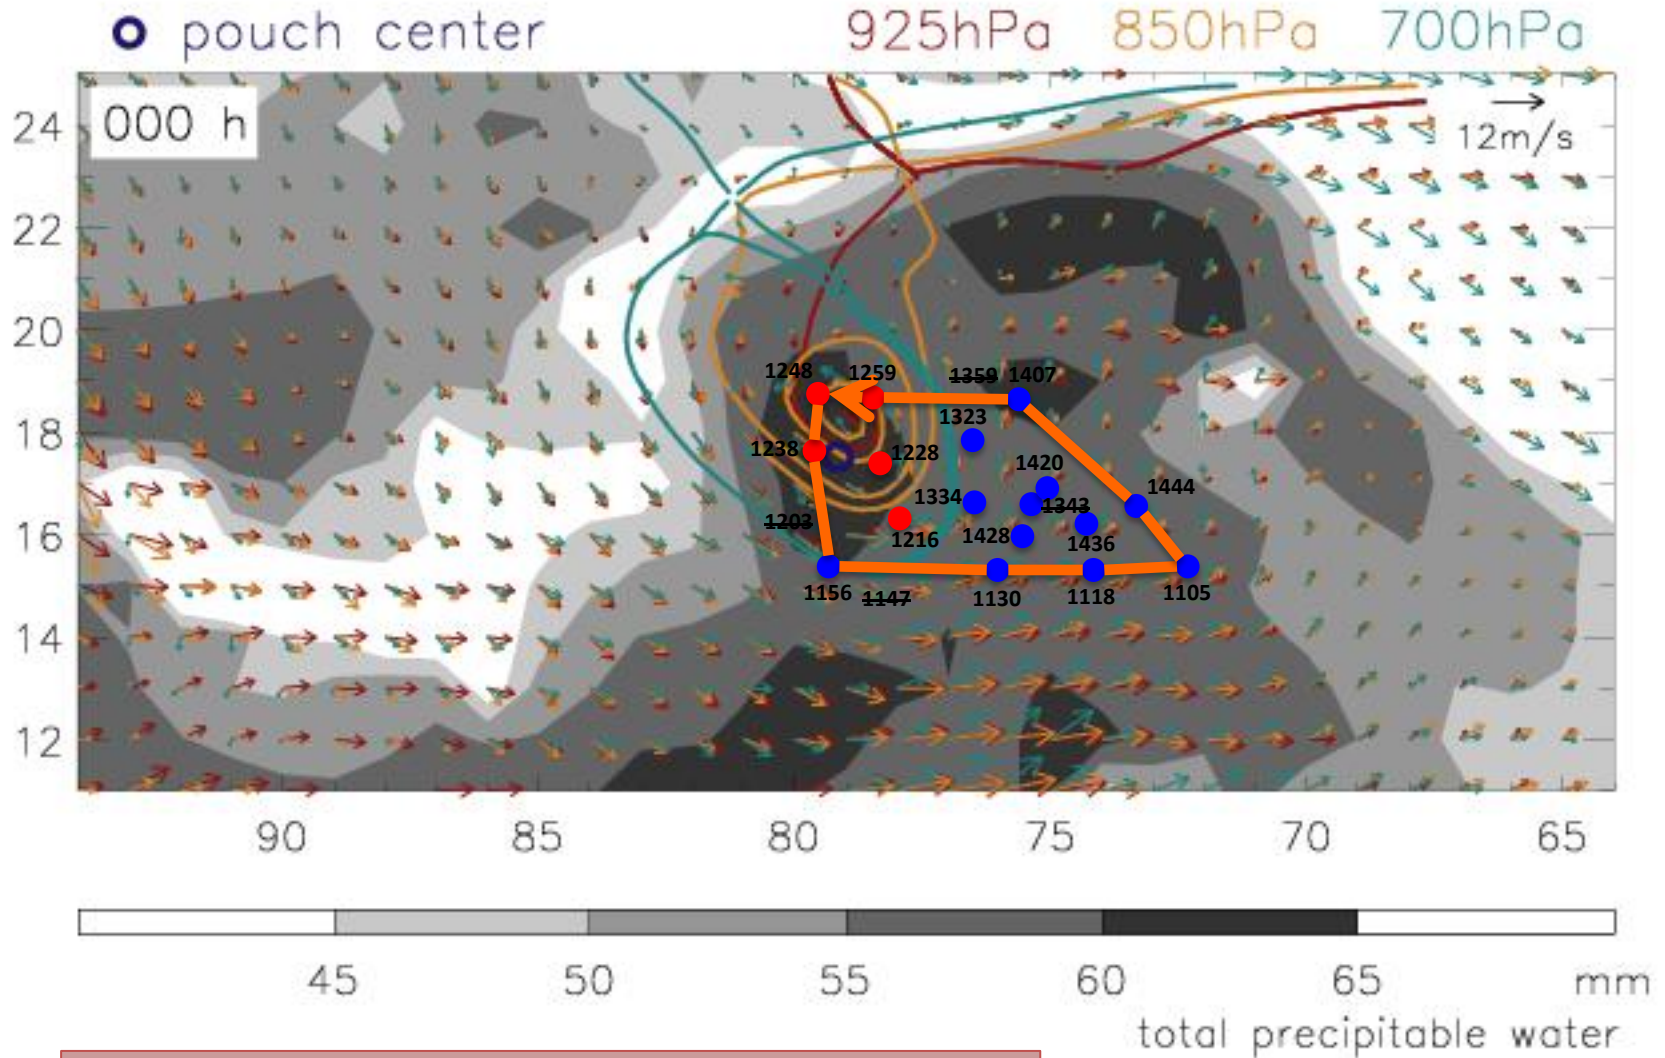 pouch center 925hPa 850hPa 700hPa
000 h
12m/s
24
22
20
18
16
14
12
1248 1259 1359 1407
1323
1238 1228
1420
1334 1343 1444
1203
1216 1428 1436
1156 1147 1130 1118 1105
90 85 80 75 70 65
45 50 55 60 65 mm
total precipitable water